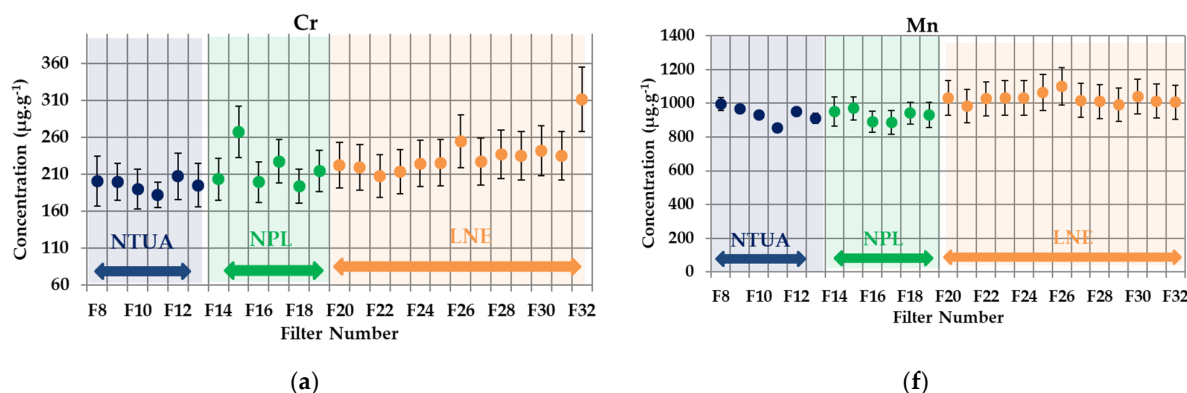 Cr
Concentration (µg.g⁻¹)
360
310
260
210
160
110
60
NTUA
NPL
LNE
F8 F10 F12 F14 F16 F18 F20 F22 F24 F26 F28 F30 F32
Filter Number
(a)
Mn
Concentration (µg.g⁻¹)
1400
1200
1000
800
600
400
200
0
NTUA
NPL
LNE
F8 F10 F12 F14 F16 F18 F20 F22 F24 F26 F28 F30 F32
Filter Number
(f)